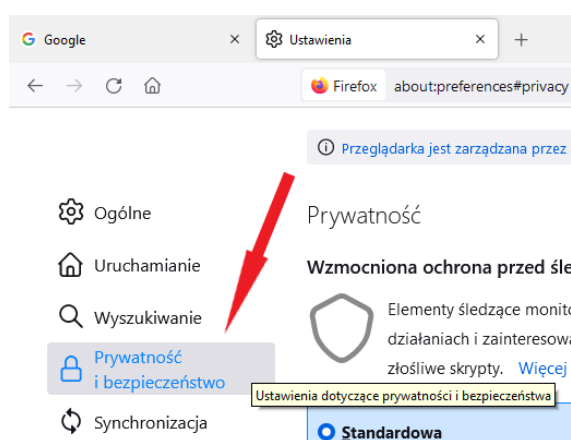 Google
Ustawienia
Firefox about:preferences#privacy
Przeglądarka jest zarządzana przez
Ogólne
Uruchamianie
Wyszukiwanie
Prywatność
i bezpieczeństwo
Synchronizacja
Prywatność
Wzmocniona ochrona przed śle
Elementy śledzące monito
działaniach i zainteresowa
złośliwe skrypty. Więcej
Ustawienia dotyczące prywatności i bezpieczeństwa
Standardowa